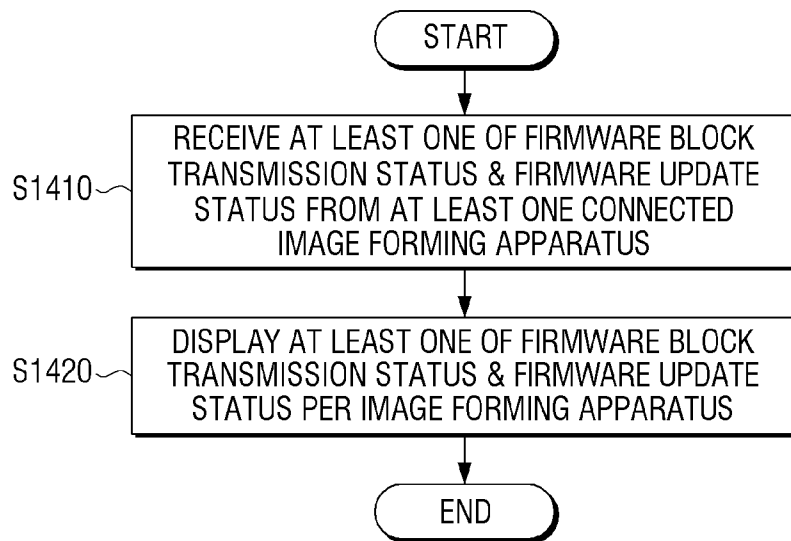 START
S1410
RECEIVE AT LEAST ONE OF FIRMWARE BLOCK
TRANSMISSION STATUS & FIRMWARE UPDATE
STATUS FROM AT LEAST ONE CONNECTED
IMAGE FORMING APPARATUS
S1420
DISPLAY AT LEAST ONE OF FIRMWARE BLOCK
TRANSMISSION STATUS & FIRMWARE UPDATE
STATUS PER IMAGE FORMING APPARATUS
END